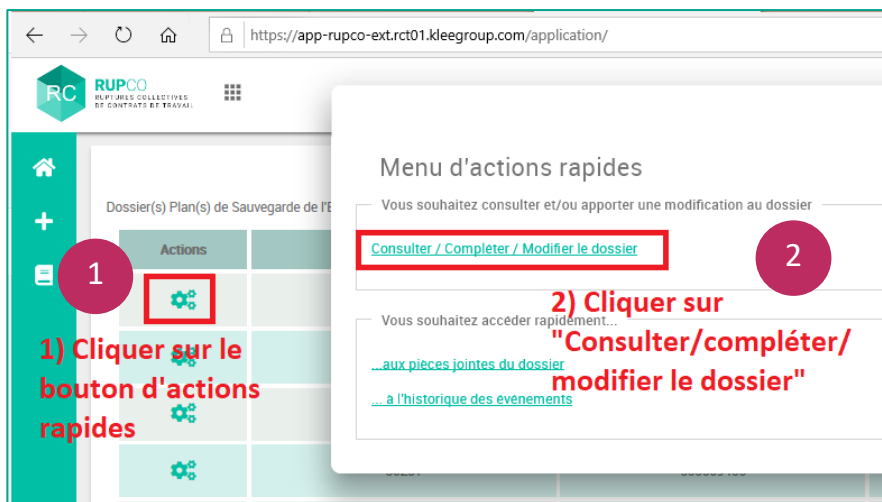 https://app-rupco-ext.rct01.kleegroup.com/application/
RC
RUPCO
RUPTURES COLLECTIVES
DE CONTRATS DE TRAVAIL
Menu d'actions rapides
Vous souhaitez consulter et/ou apporter une modification au dossier
Dossier(s) Plan(s) de Sauvegarde de l'E
Actions
Consulter / Compléter / Modifier le dossier
1
2
2) Cliquer sur
"Consulter/compléter/
modifier le dossier"
Vous souhaitez accéder rapidement...
1) Cliquer sur le
bouton d'actions
rapides
...aux pièces jointes du dossier
... a l'historique des évènements